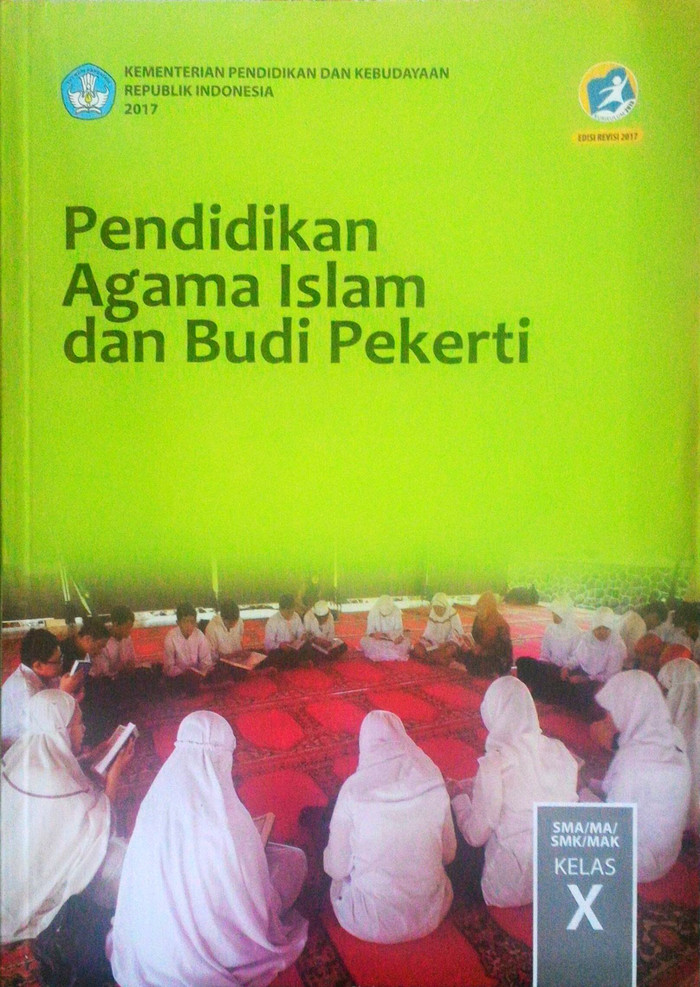 KEMENTERIAN PENDIDIKAN DAN KEBUDAYAAN
REPUBLIK INDONESIA
2017
EDISI REVISI 2017
Pendidikan
Agama Islam
dan Budi Pekerti
SMA/MA/
SMK/MAK
KELAS
X